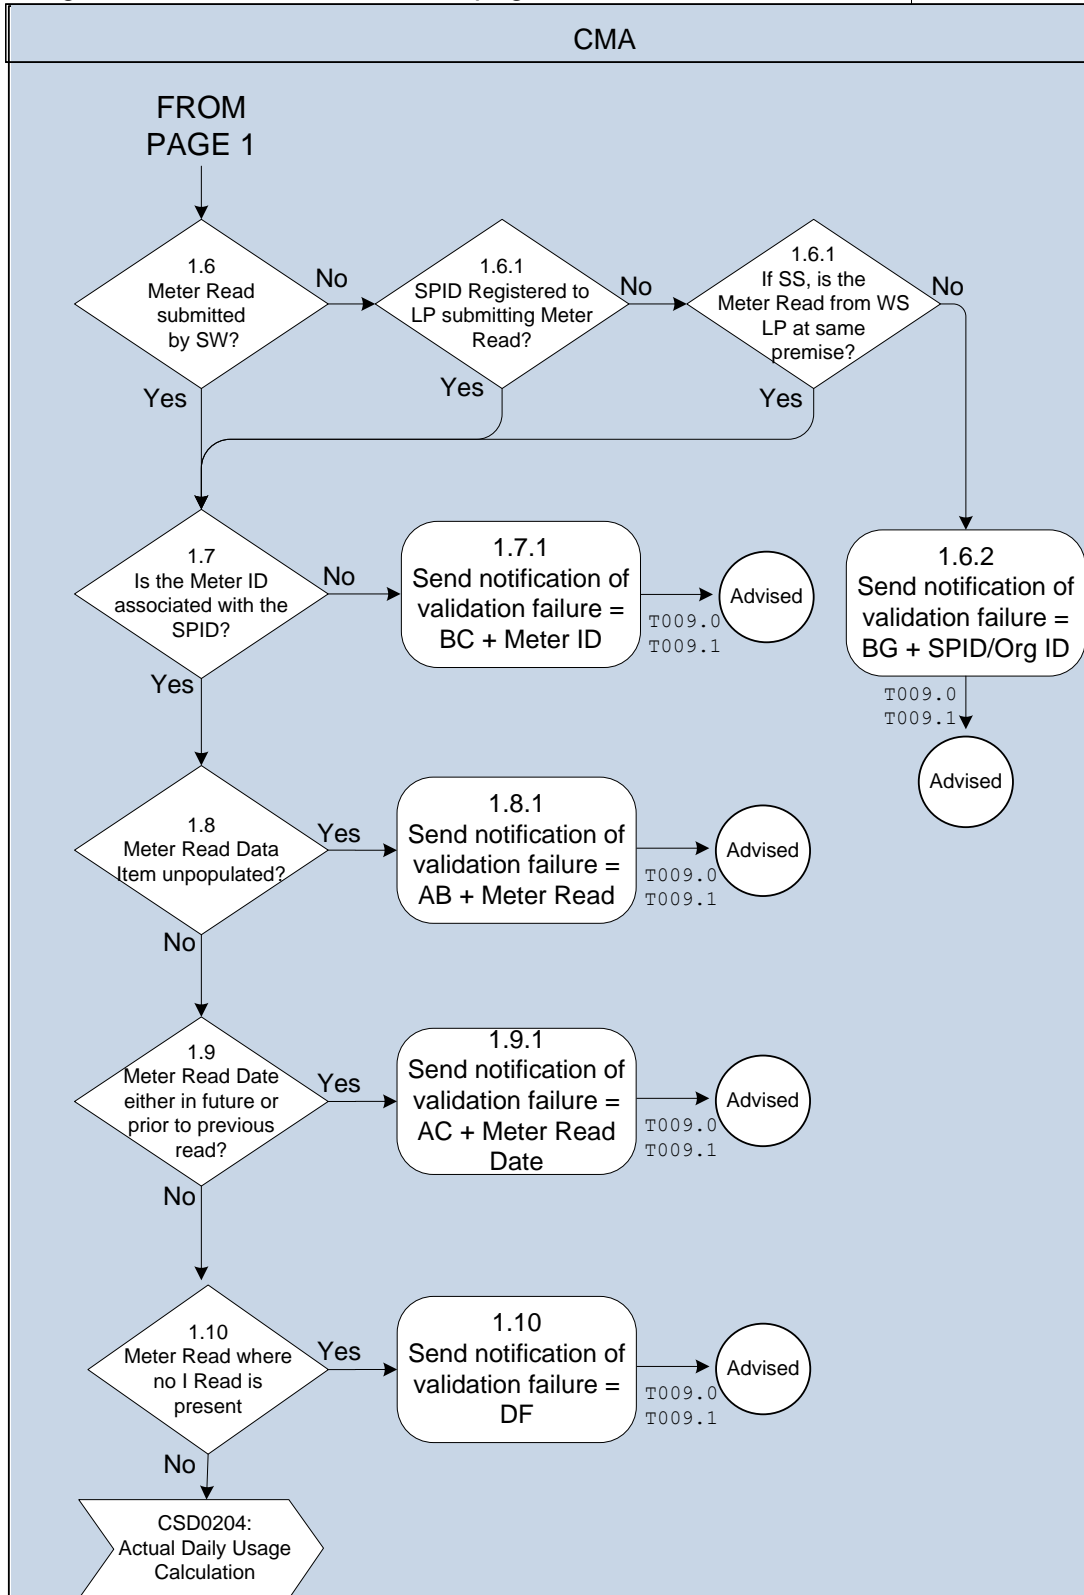 CMA
FROM
PAGE 1
1.6
Meter Read
submitted
by SW?
No
Yes
1.6.1
SPID Registered to
LP submitting Meter
Read?
No
Yes
1.6.1
If SS, is the
Meter Read from WS
LP at same
premise?
No
Yes
1.7
Is the Meter ID
associated with the
SPID?
No
Yes
1.7.1
Send notification of
validation failure =
BC + Meter ID
T009.0
T009.1
Advised
1.6.2
Send notification of
validation failure =
BG + SPID/Org ID
T009.0
T009.1
Advised
1.8
Meter Read Data
Item unpopulated?
Yes
No
1.8.1
Send notification of
validation failure =
AB + Meter Read
T009.0
T009.1
Advised
1.9
Meter Read Date
either in future or
prior to previous
read?
Yes
No
1.9.1
Send notification of
validation failure =
AC + Meter Read
Date
T009.0
T009.1
Advised
1.10
Meter Read where
no I Read is
present
Yes
No
1.10
Send notification of
validation failure =
DF
T009.0
T009.1
Advised
CSD0204:
Actual Daily Usage
Calculation